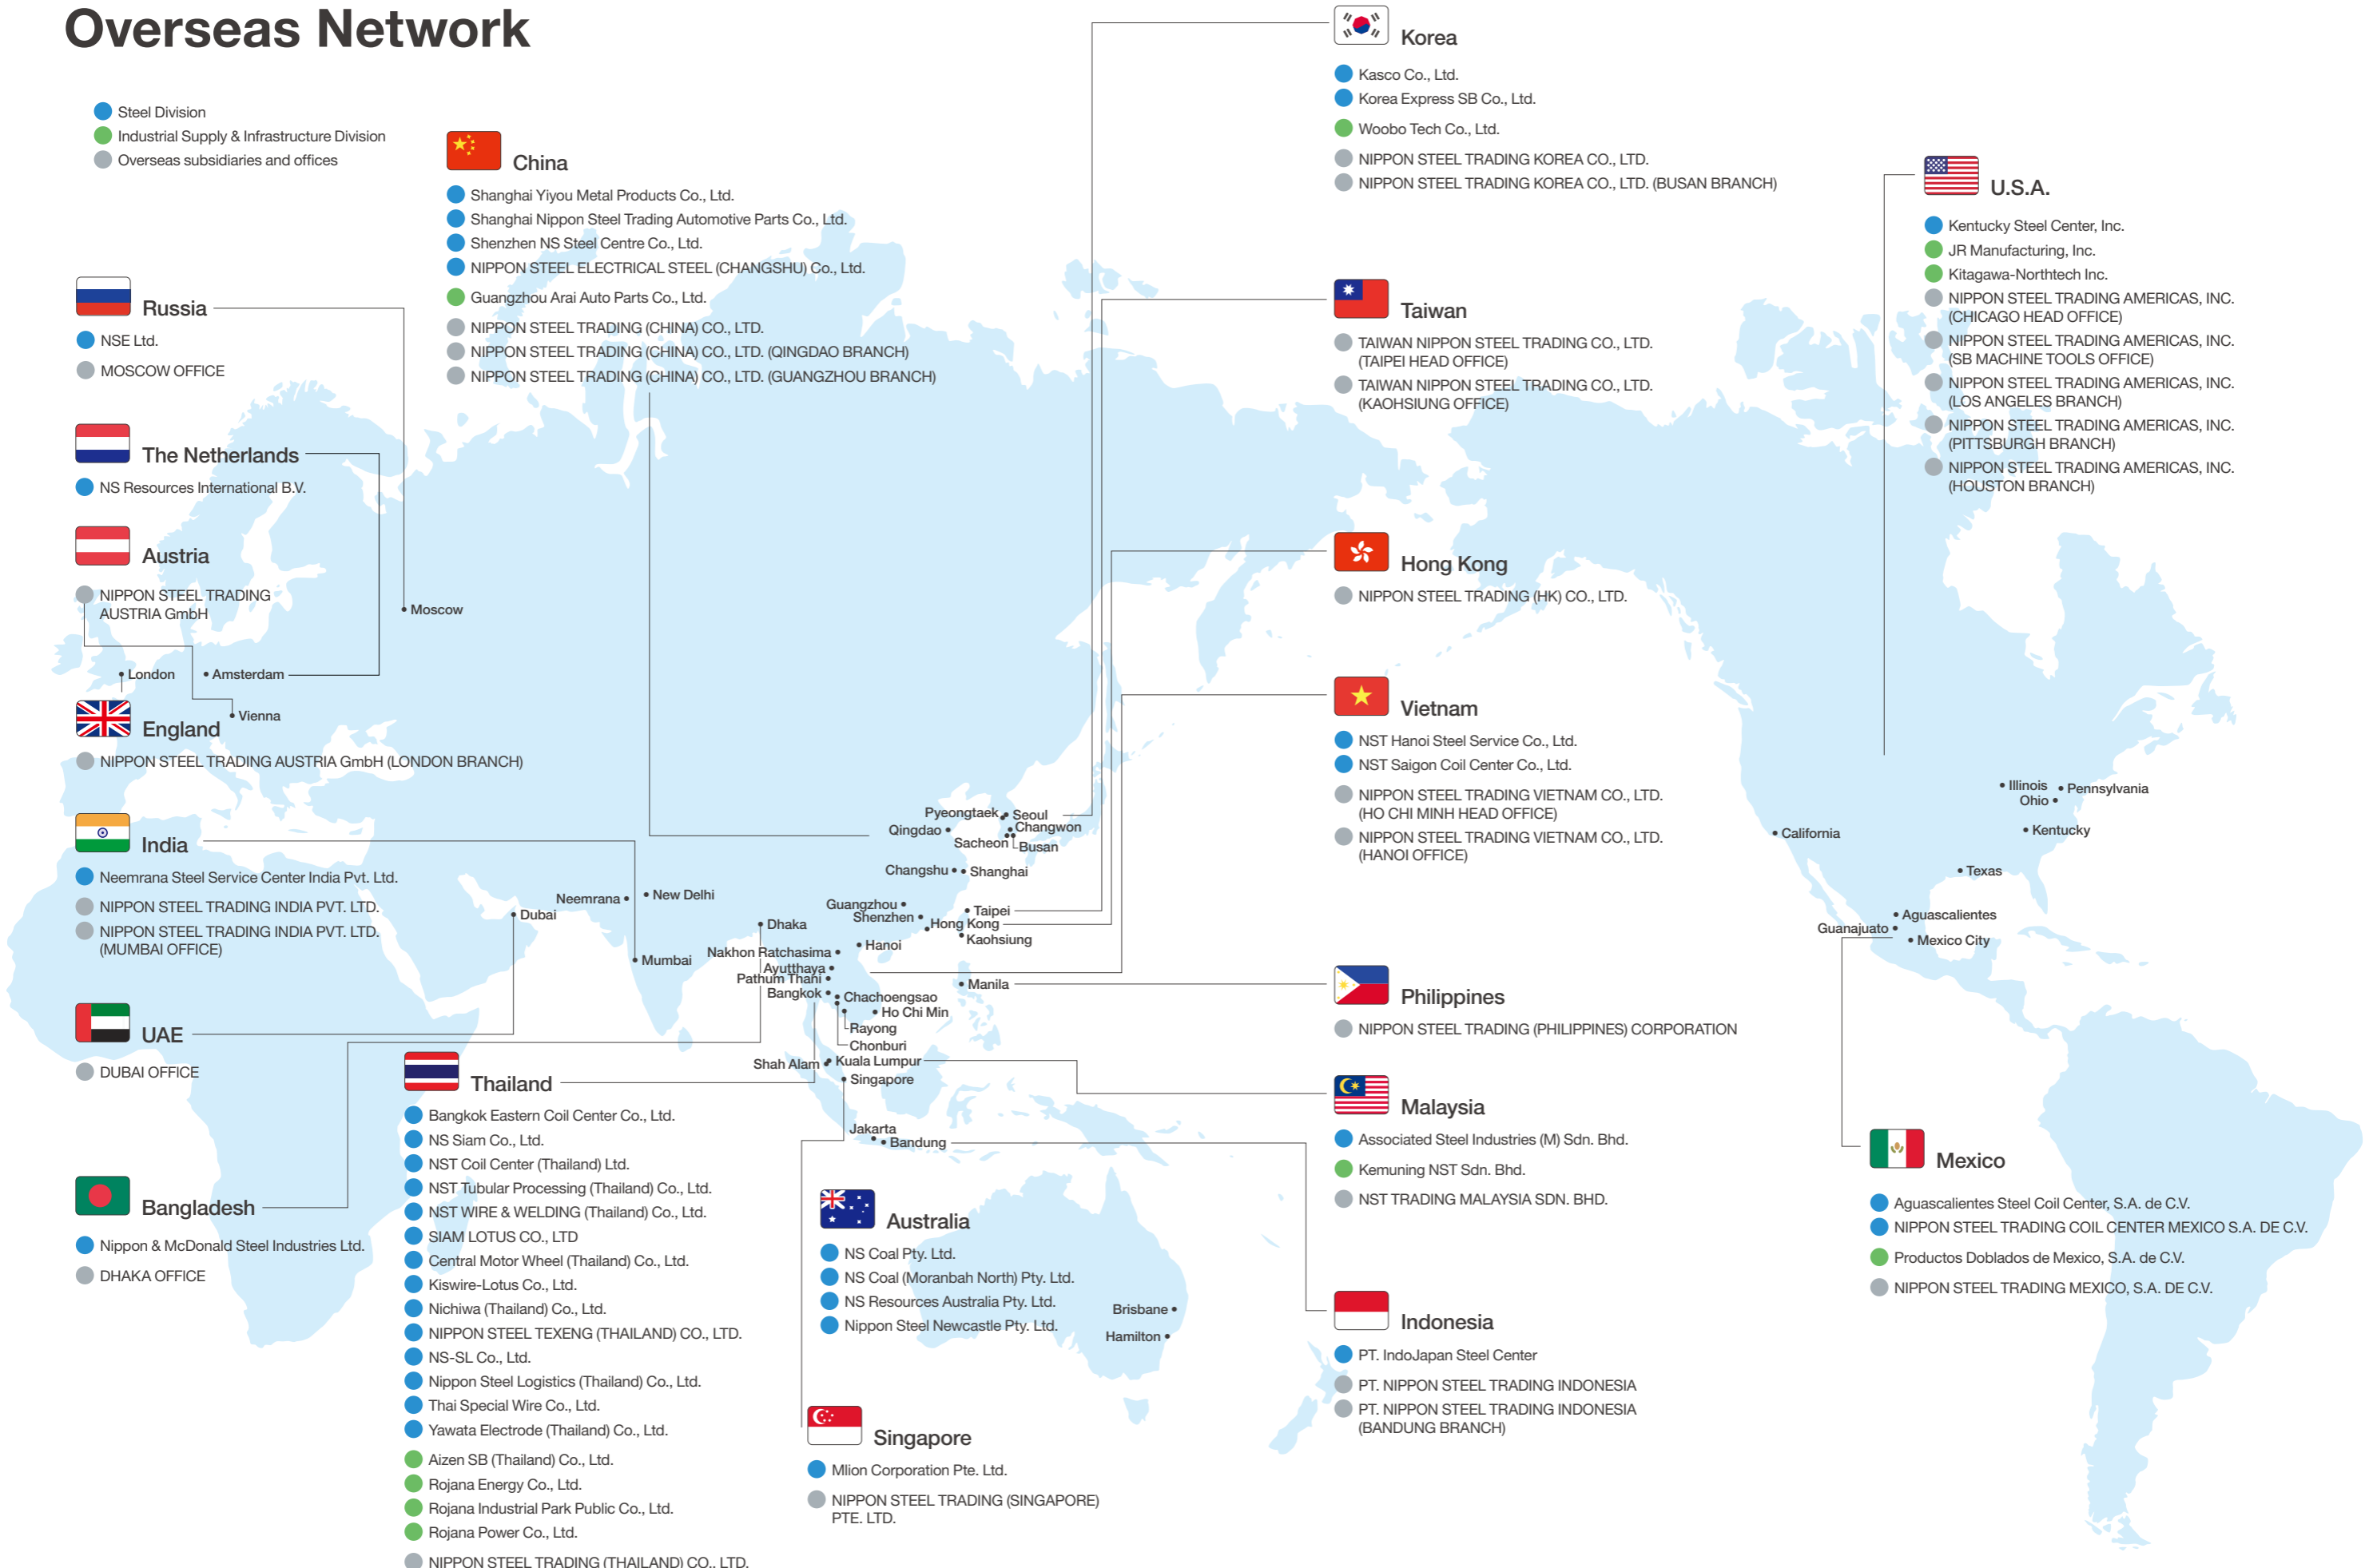 Overseas Network
Steel Division
Industrial Supply & Infrastructure Division
Overseas subsidiaries and offices
China
Shanghai Yiyou Metal Products Co., Ltd.
Shanghai Nippon Steel Trading Automotive Parts Co., Ltd.
Shenzhen NS Steel Centre Co., Ltd.
NIPPON STEEL ELECTRICAL STEEL (CHANGSHU) Co., Ltd.
Guangzhou Arai Auto Parts Co., Ltd.
NIPPON STEEL TRADING (CHINA) CO., LTD.
NIPPON STEEL TRADING (CHINA) CO., LTD. (QINGDAO BRANCH)
NIPPON STEEL TRADING (CHINA) CO., LTD. (GUANGZHOU BRANCH)
Russia
NSE Ltd.
MOSCOW OFFICE
The Netherlands
NS Resources International B.V.
Austria
NIPPON STEEL TRADING
AUSTRIA GmbH
England
NIPPON STEEL TRADING AUSTRIA GmbH (LONDON BRANCH)
India
Neemrana Steel Service Center India Pvt. Ltd.
NIPPON STEEL TRADING INDIA PVT. LTD.
NIPPON STEEL TRADING INDIA PVT. LTD.
(MUMBAI OFFICE)
UAE
DUBAI OFFICE
Bangladesh
Nippon & McDonald Steel Industries Ltd.
DHAKA OFFICE
Thailand
Bangkok Eastern Coil Center Co., Ltd.
NS Siam Co., Ltd.
NST Coil Center (Thailand) Ltd.
NST Tubular Processing (Thailand) Co., Ltd.
NST WIRE & WELDING (Thailand) Co., Ltd.
SIAM LOTUS CO., LTD
Central Motor Wheel (Thailand) Co., Ltd.
Kiswire-Lotus Co., Ltd.
Nichiwa (Thailand) Co., Ltd.
NIPPON STEEL TEXENG (THAILAND) CO., LTD.
NS-SL Co., Ltd.
Nippon Steel Logistics (Thailand) Co., Ltd.
Thai Special Wire Co., Ltd.
Yawata Electrode (Thailand) Co., Ltd.
Aizen SB (Thailand) Co., Ltd.
Rojana Energy Co., Ltd.
Rojana Industrial Park Public Co., Ltd.
Rojana Power Co., Ltd.
NIPPON STEEL TRADING (THAILAND) CO., LTD.
Moscow
London
Amsterdam
Vienna
Pyeongtaek
Seoul
Qingdao
Changwon
Sacheon
Busan
Changshu
Shanghai
Neemrana
New Delhi
Dubai
Guangzhou
Shenzhen
Taipei
Dhaka
Hong Kong
Kaohsiung
Hanoi
Nakhon Ratchasima
Mumbai
Ayutthaya
Pathum Thani
Manila
Bangkok
Chachoengsao
Ho Chi Min
Rayong
Chonburi
Shah Alam
Kuala Lumpur
Singapore
Jakarta
Bandung
Brisbane
Hamilton
Australia
NS Coal Pty. Ltd.
NS Coal (Moranbah North) Pty. Ltd.
NS Resources Australia Pty. Ltd.
Nippon Steel Newcastle Pty. Ltd.
Singapore
Mlion Corporation Pte. Ltd.
NIPPON STEEL TRADING (SINGAPORE)
PTE. LTD.
Korea
Kasco Co., Ltd.
Korea Express SB Co., Ltd.
Woobo Tech Co., Ltd.
NIPPON STEEL TRADING KOREA CO., LTD.
NIPPON STEEL TRADING KOREA CO., LTD. (BUSAN BRANCH)
Taiwan
TAIWAN NIPPON STEEL TRADING CO., LTD.
(TAIPEI HEAD OFFICE)
TAIWAN NIPPON STEEL TRADING CO., LTD.
(KAOHSIUNG OFFICE)
Hong Kong
NIPPON STEEL TRADING (HK) CO., LTD.
Vietnam
NST Hanoi Steel Service Co., Ltd.
NST Saigon Coil Center Co., Ltd.
NIPPON STEEL TRADING VIETNAM CO., LTD.
(HO CHI MINH HEAD OFFICE)
NIPPON STEEL TRADING VIETNAM CO., LTD.
(HANOI OFFICE)
Philippines
NIPPON STEEL TRADING (PHILIPPINES) CORPORATION
Malaysia
Associated Steel Industries (M) Sdn. Bhd.
Kemuning NST Sdn. Bhd.
NST TRADING MALAYSIA SDN. BHD.
Indonesia
PT. IndoJapan Steel Center
PT. NIPPON STEEL TRADING INDONESIA
PT. NIPPON STEEL TRADING INDONESIA
(BANDUNG BRANCH)
U.S.A.
Kentucky Steel Center, Inc.
JR Manufacturing, Inc.
Kitagawa-Northtech Inc.
NIPPON STEEL TRADING AMERICAS, INC.
(CHICAGO HEAD OFFICE)
NIPPON STEEL TRADING AMERICAS, INC.
(SB MACHINE TOOLS OFFICE)
NIPPON STEEL TRADING AMERICAS, INC.
(LOS ANGELES BRANCH)
NIPPON STEEL TRADING AMERICAS, INC.
(PITTSBURGH BRANCH)
NIPPON STEEL TRADING AMERICAS, INC.
(HOUSTON BRANCH)
Illinois
Pennsylvania
Ohio
Kentucky
California
Texas
Aguascalientes
Guanajuato
Mexico City
Mexico
Aguascalientes Steel Coil Center, S.A. de C.V.
NIPPON STEEL TRADING COIL CENTER MEXICO S.A. DE C.V.
Productos Doblados de Mexico, S.A. de C.V.
NIPPON STEEL TRADING MEXICO, S.A. DE C.V.